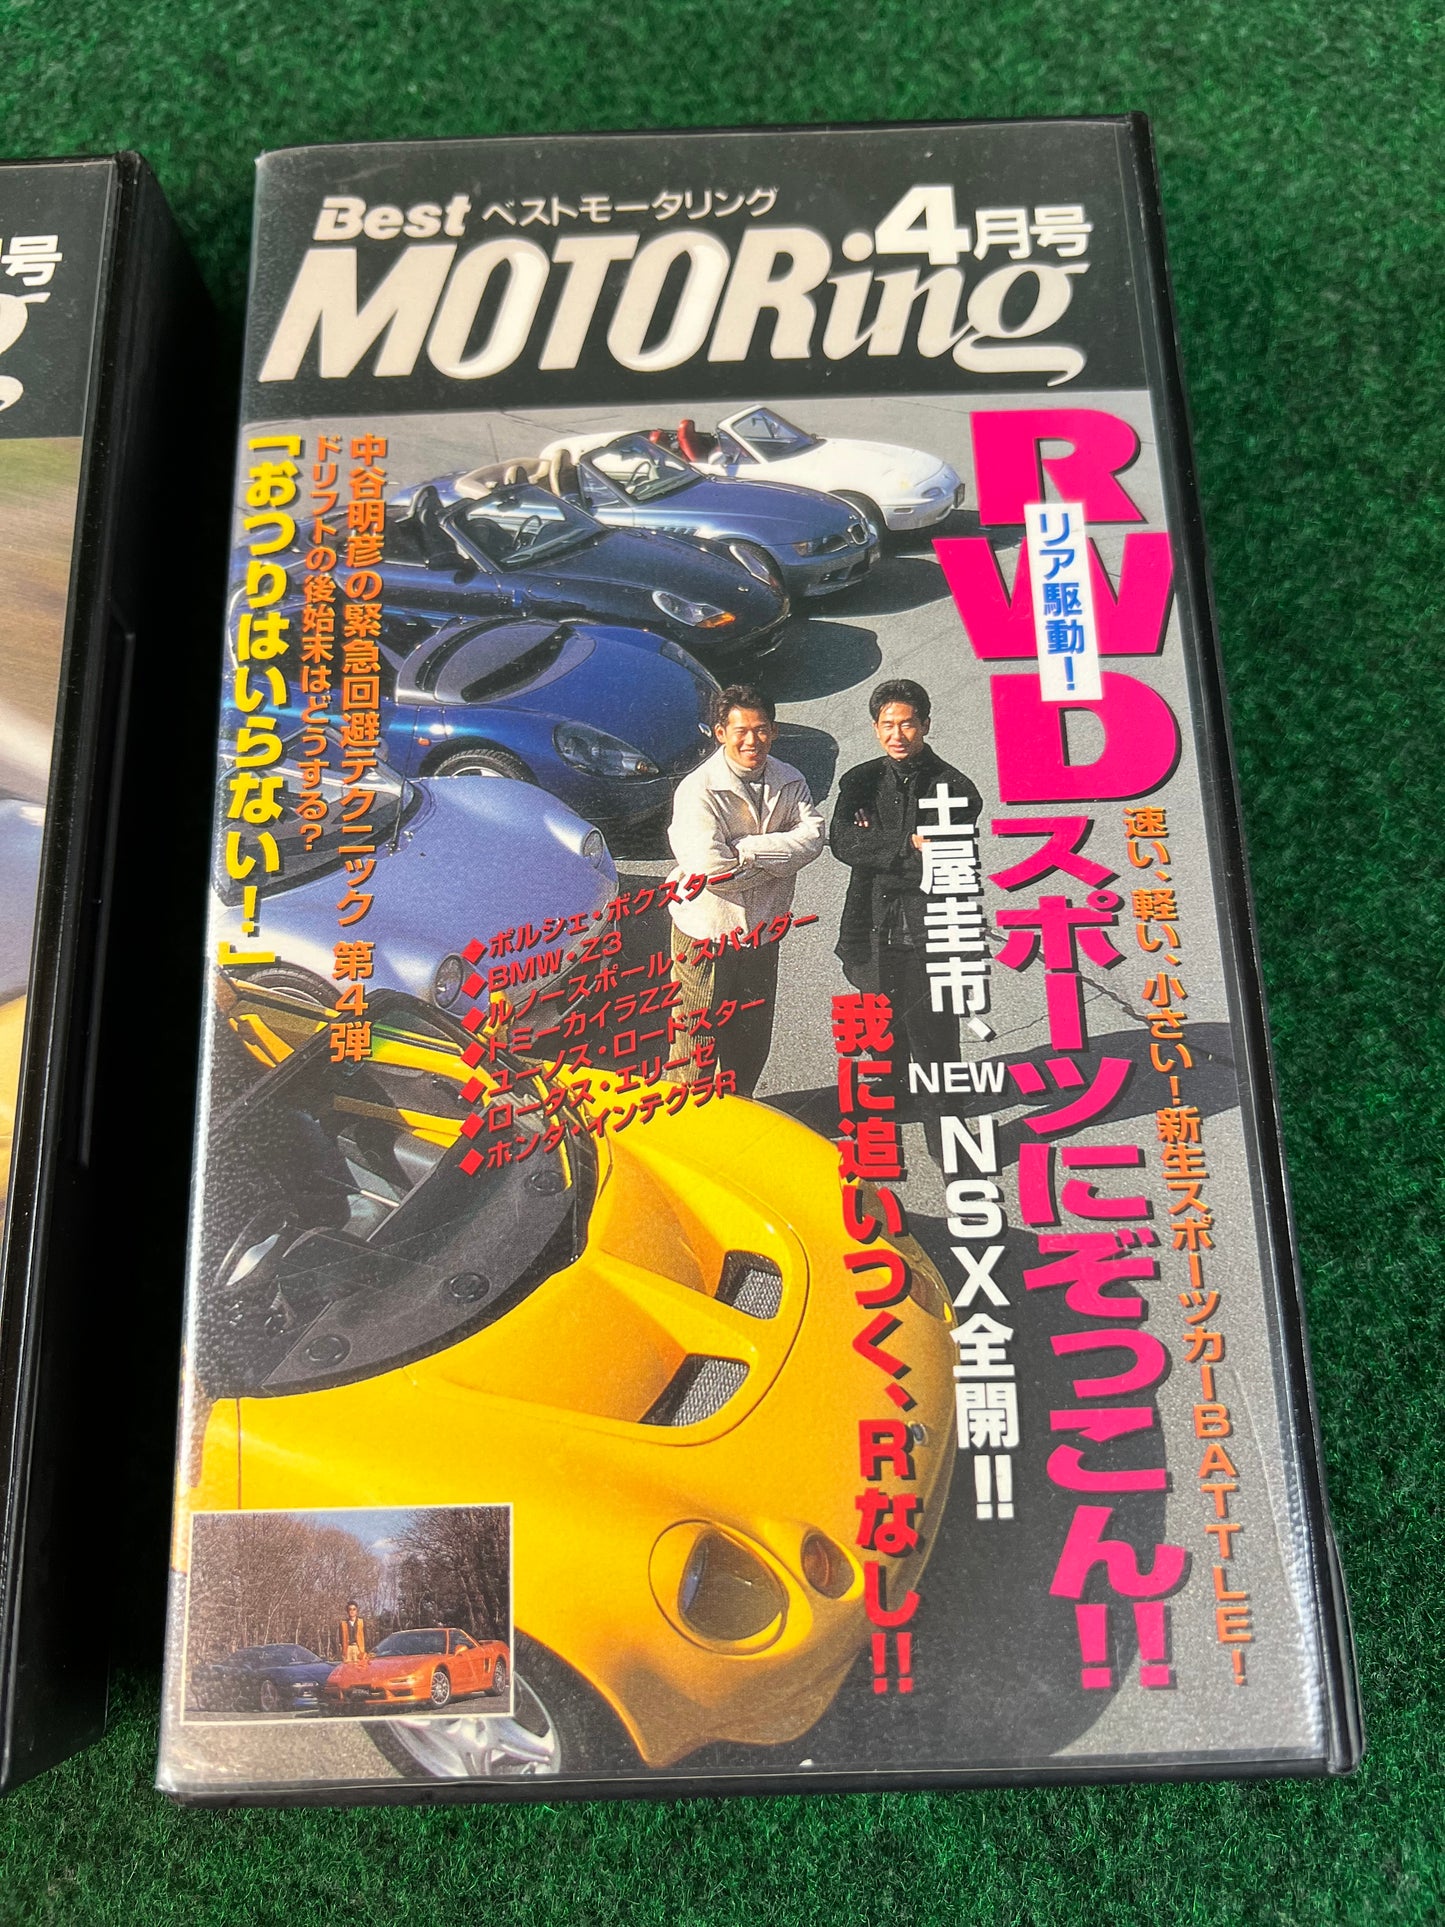 号
g
Best ベストモータリング
MOTORing
4月号
RWD スポーツにぞっこん!!
リア駆動!
速い、軽い、小さい!新生スポーツカーBATTLE!
土屋圭市、NEW NSX全開!!
我に追いつく、Rなし!!
中谷明彦の緊急回避テクニック 第4弾
ドリフトの後始末はどうする?
「おつりはいらない!」
◆ポルシェ・ボクスター
◆BMW・Z3
◆ルノースポール・スパイダー
◆トミーカイラZZ
◆ユーノス・ロードスター
◆ロータス・エリーゼ
◆ホンダ・インテグラR